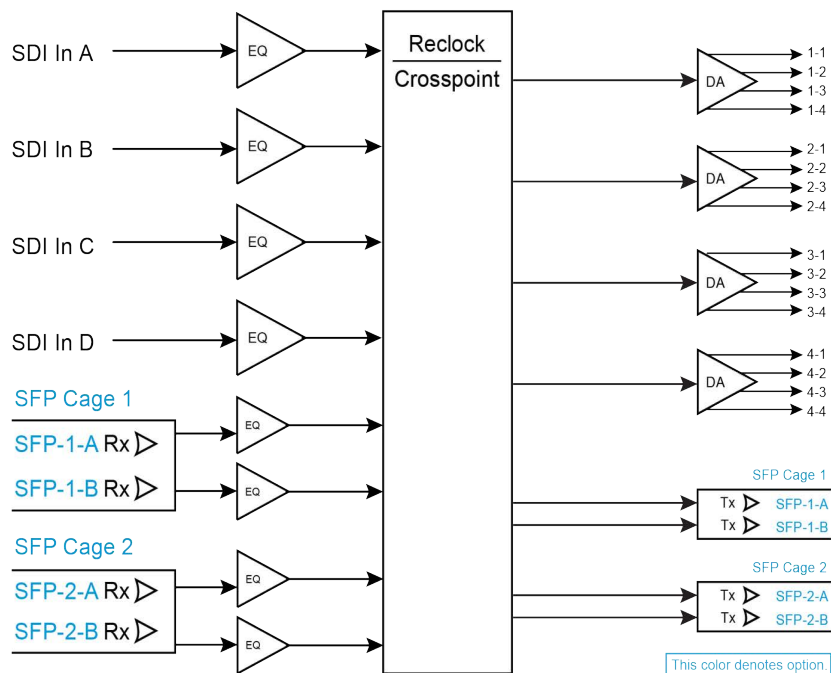 SDI In A
EQ
SDI In B
EQ
SDI In C
EQ
SDI In D
EQ
SFP Cage 1
SFP-1-A Rx
EQ
SFP-1-B Rx
EQ
SFP Cage 2
SFP-2-A Rx
EQ
SFP-2-B Rx
EQ
Reclock
Crosspoint
DA
1-1
1-2
1-3
1-4
DA
2-1
2-2
2-3
2-4
DA
3-1
3-2
3-3
3-4
DA
4-1
4-2
4-3
4-4
SFP Cage 1
Tx SFP-1-A
Tx SFP-1-B
SFP Cage 2
Tx SFP-2-A
Tx SFP-2-B
This color denotes option.